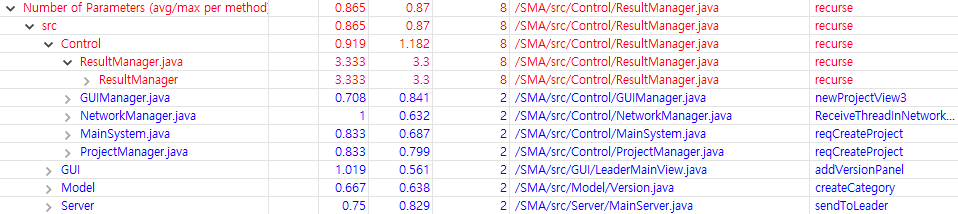 Number of Parameters (avg/max per method) 0.865 0.87 8 /SMA/src/Control/ResultManager.java recurse
src 0.865 0.87 8 /SMA/src/Control/ResultManager.java recurse
Control 0.919 1.182 8 /SMA/src/Control/ResultManager.java recurse
ResultManager.java 3.333 3.3 8 /SMA/src/Control/ResultManager.java recurse
ResultManager 3.333 3.3 8 /SMA/src/Control/ResultManager.java recurse
GUIManager.java 0.708 0.841 2 /SMA/src/Control/GUIManager.java newProjectView3
NetworkManager.java 1 0.632 2 /SMA/src/Control/NetworkManager.java ReceiveThreadInNetwork...
MainSystem.java 0.833 0.687 2 /SMA/src/Control/MainSystem.java reqCreateProject
ProjectManager.java 0.833 0.799 2 /SMA/src/Control/ProjectManager.java reqCreateProject
GUI 1.019 0.561 2 /SMA/src/GUI/LeaderMainView.java addVersionPanel
Model 0.667 0.638 2 /SMA/src/Model/Version.java createCategory
Server 0.75 0.829 2 /SMA/src/Server/MainServer.java sendToLeader